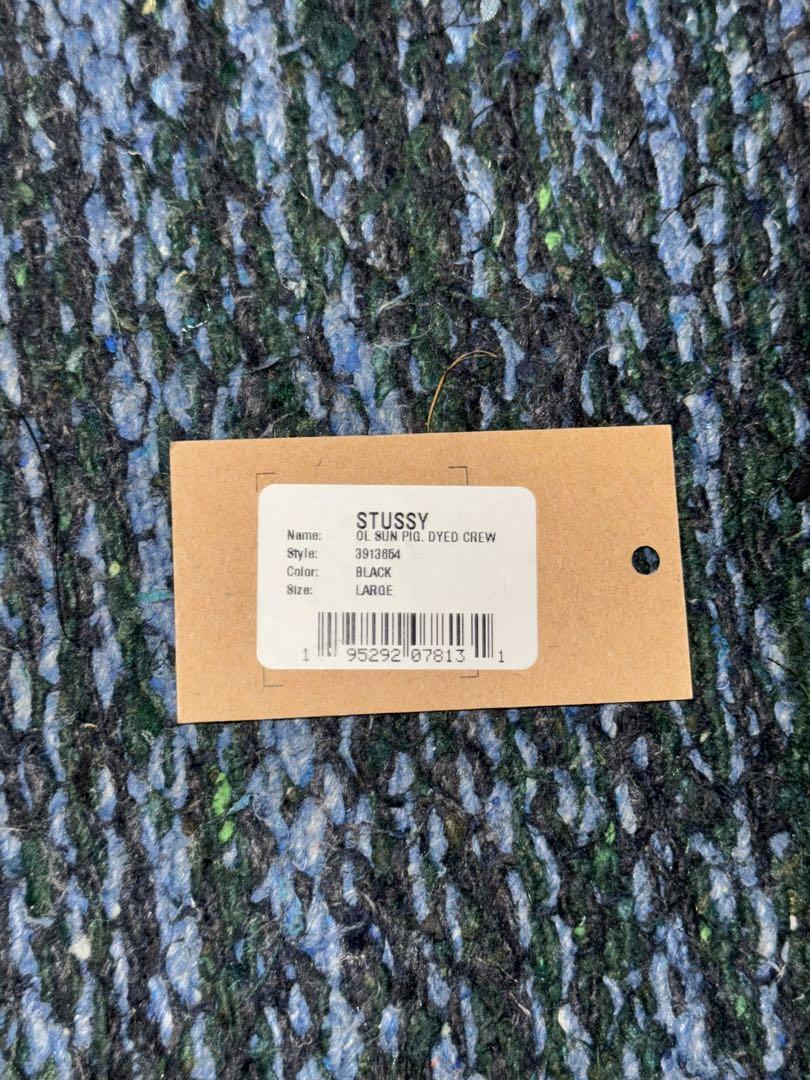 STUSSY
Name: OL SUN PIG. DYED CREW
Style: 3913654
Color: BLACK
Size: LARGE
1 95292 07813 1